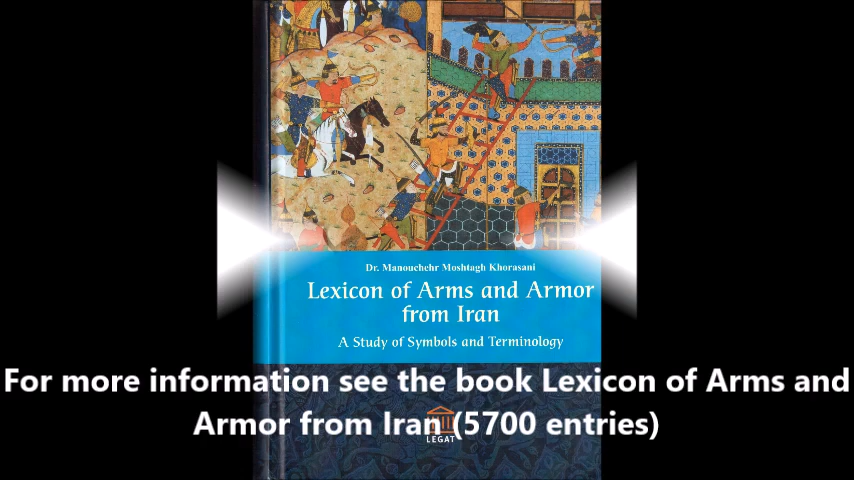 Dr. Manouchehr Moshtagh Khorasani
Lexicon of Arms and Armor
from Iran
A Study of Symbols and Terminology
For more information see the book Lexicon of Arms and
Armor from Iran (5700 entries)
LEGAT